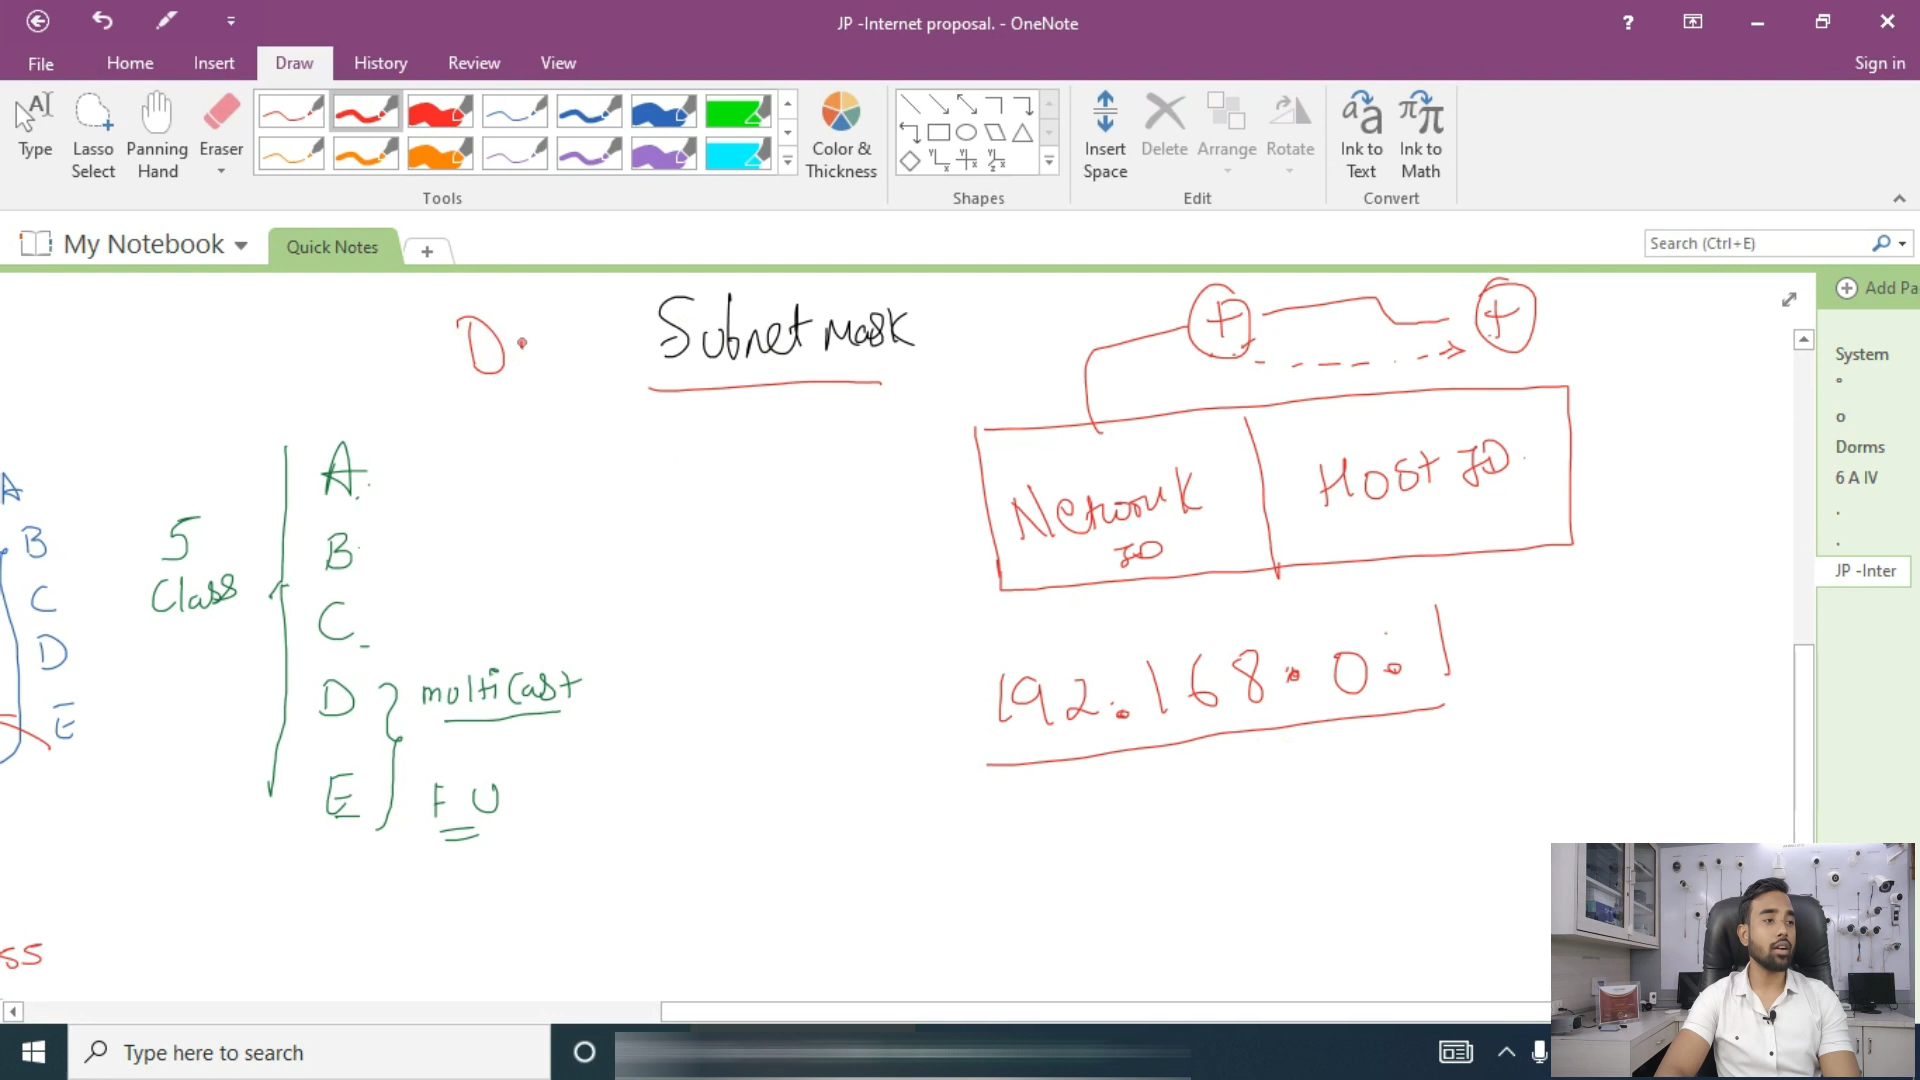 JP -Internet proposal. - OneNote
?
File
Home
Insert
Draw
History
Review
View
Sign in
Type
Lasso
Select
Panning
Hand
Eraser
Color &
Thickness
Insert
Space
Delete
Arrange
Rotate
Ink to
Text
Ink to
Math
Tools
Shapes
Edit
Convert
My Notebook
Quick Notes
Search (Ctrl+E)
Add Pa
System
Dorms
6 A IV
JP -Inter
D.
Subnet mask
Network
ID
Host ID
192.168.0.1
5
Class
A
B
C
D
multicast
E
F U
A
B
C
D
E
SS
Type here to search